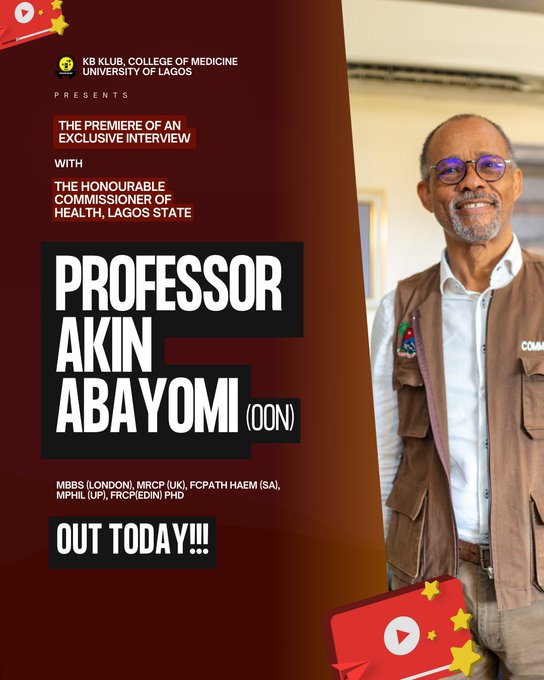 KB KLUB, COLLEGE OF MEDICINE
UNIVERSITY OF LAGOS
PRESENTS
THE PREMIERE OF AN
EXCLUSIVE INTERVIEW
WITH
THE HONOURABLE
COMMISSIONER OF
HEALTH, LAGOS STATE
PROFESSOR
AKIN
ABAYOMI (OON)
MBBS (LONDON), MRCP (UK), FCPATH HAEM (SA),
MPHIL (UP), FRCP(EDIN) PHD
OUT TODAY!!!
COMM